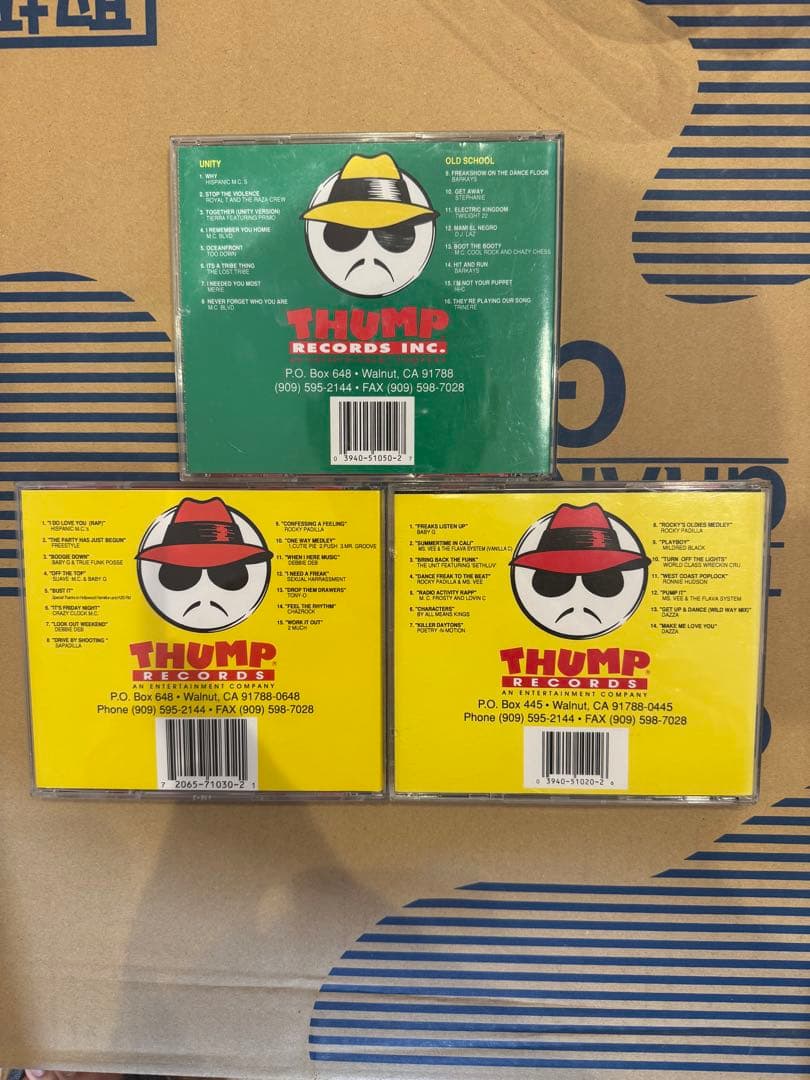 UNITY
1. WHY
HISPANIC M.C.'S
2. STOP THE VIOLENCE
ROYAL T AND THE RAZA CREW
3. TOGETHER (UNITY VERSION)
TIERRA FEATURING PRIMO
4. I REMEMBER YOU HOMIE
M.C. BLVD
5. OCEANFRONT
TOO DOWN
6. ITS A TRIBE THING
THE LOST TRIBE
7. I NEEDED YOU MOST
MERIE
8. NEVER FORGET WHO YOU ARE
M.C. BLVD
OLD SCHOOL
9. FREAKSHOW ON THE DANCE FLOOR
BARKAYS
10. GET AWAY
STEPHANIE
11. ELECTRIC KINGDOM
TWILIGHT 22
12. MAMI EL NEGRO
D.J. LAZ
13. BOOT THE BOOTY
M.C. COOL ROCK AND CHAZY CHESS
14. HIT AND RUN
BARKAYS
15. I'M NOT YOUR PUPPET
HHC
16. THEY'RE PLAYING OUR SONG
TRINERE
THUMP
RECORDS INC.
P.O. Box 648 • Walnut, CA 91788
(909) 595-2144 • FAX (909) 598-7028
0 3940-51050-2 7
1. "I DO LOVE YOU (RAP)"
HISPANIC M.C.'s
2. "THE PARTY HAS JUST BEGUN"
FREESTYLE
3. "BOOGIE DOWN"
BABY G & TRUE FUNK POSSE
4. "OFF THE TOP"
SUAVE M.C. & BABY G
5. "BUST IT"
6. "IT'S FRIDAY NIGHT"
CRAZY CLOCK M.C.
7. "LOOK OUT WEEKEND"
DEBBIE DEB
8. "DRIVE BY SHOOTING"
SAPADILLA
9. "CONFESSING A FEELING"
ROCKY PADILLA
10. "ONE WAY MEDLEY"
1.CUTIE PIE 2.PUSH 3.MR. GROOVE
11. "WHEN I HERE MUSIC"
DEBBIE DEB
12. "I NEED A FREAK"
SEXUAL HARRASSMENT
13. "DROP THEM DRAWERS"
TONY-D
14. "FEEL THE RHYTHM"
CHAZROCK
15. "WORK IT OUT"
2 MUCH
THUMP
RECORDS
AN ENTERTAINMENT COMPANY
P.O. Box 648 • Walnut, CA 91788-0648
Phone (909) 595-2144 • FAX (909) 598-7028
7 2065-71030-2 1
1. "FREAKS LISTEN UP"
BABY G
2. "SUMMERTIME IN CALI"
MS. VEE & THE FLAVA SYSTEM (VANILLA C)
3. "BRING BACK THE FUNK"
THE UNIT FEATURING "SETHLUV"
4. "DANCE FREAK TO THE BEAT"
ROCKY PADILLA & MS. VEE
5. "RADIO ACTIVITY RAPP"
M. C. FROSTY AND LOVIN C
6. "CHARACTERS"
BY ALL MEANS KINGS
7. "KILLER DAYTONS"
POETRY -N- MOTION
8. "ROCKY'S OLDIES MEDLEY"
ROCKY PADILLA
9. "PLAYBOY"
MILDRED BLACK
10. "TURN OFF THE LIGHTS"
WORLD CLASS WRECKIN CRU
11. "WEST COAST POPLOCK"
RONNIE HUDSON
12. "PUMP IT"
MS. VEE & THE FLAVA SYSTEM
13. "GET UP & DANCE (WILD WAY MIX)"
DAZZA
14. "MAKE ME LOVE YOU"
DAZZA
THUMP
RECORDS
AN ENTERTAINMENT COMPANY
P.O. Box 445 • Walnut, CA 91788-0445
Phone (909) 595-2144 • FAX (909) 598-7028
0 3940-51020-2 6